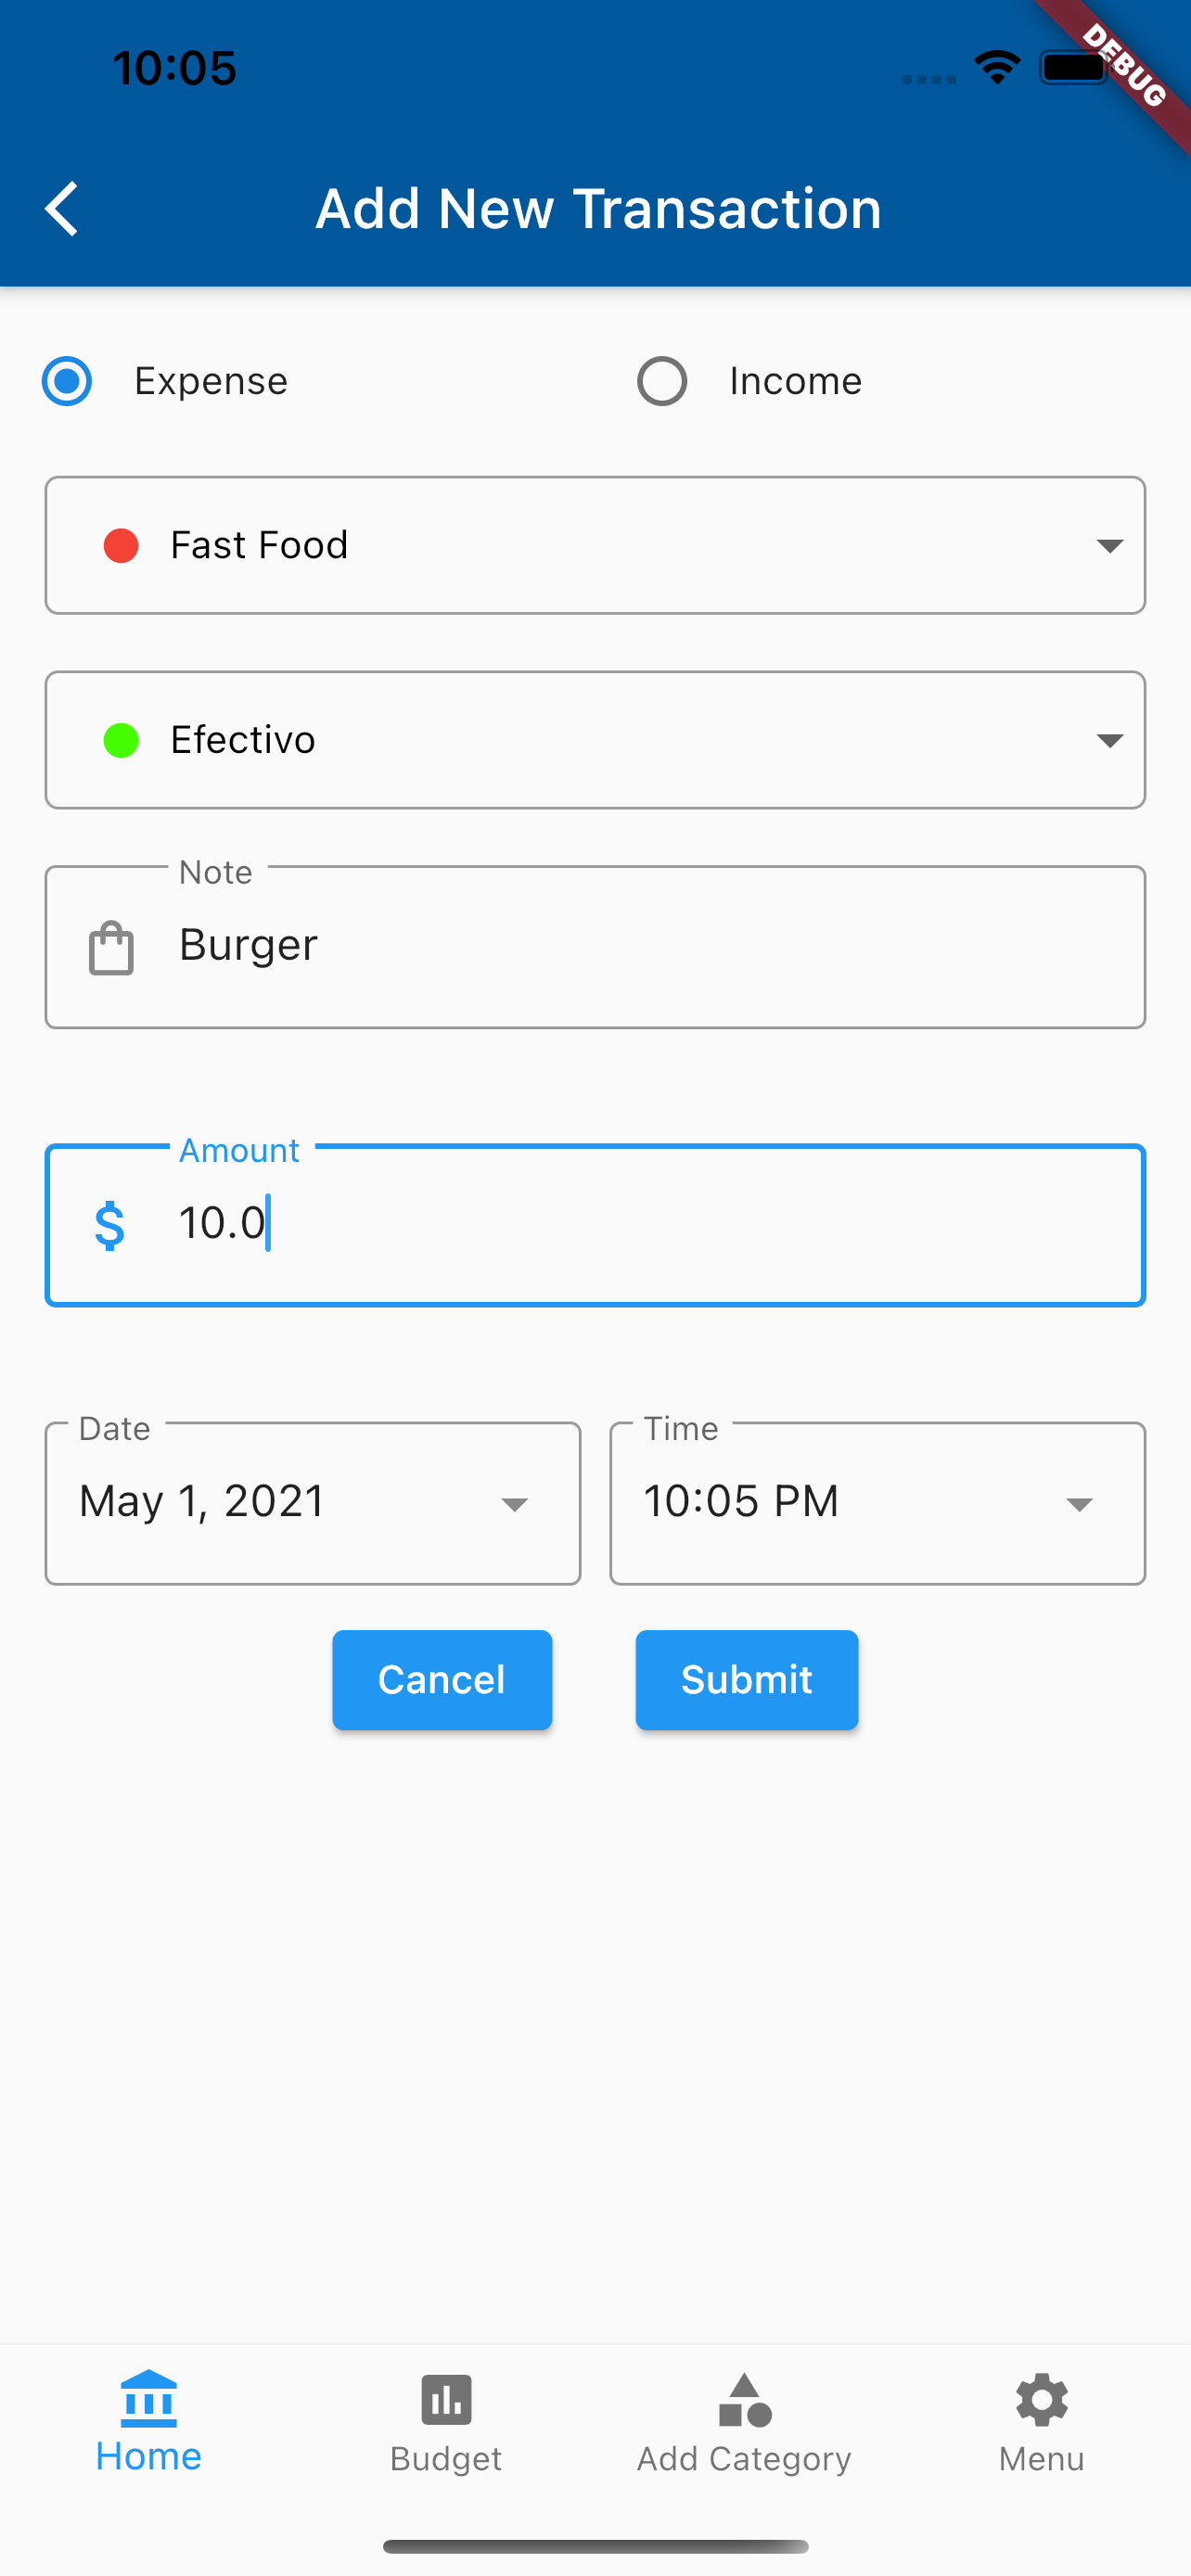 10:05
DEBUG
Add New Transaction
Expense Income
Fast Food
Efectivo
Note
Burger
Amount
$ 10.0
Date Time
May 1, 2021 10:05 PM
Cancel Submit
Home Budget Add Category Menu